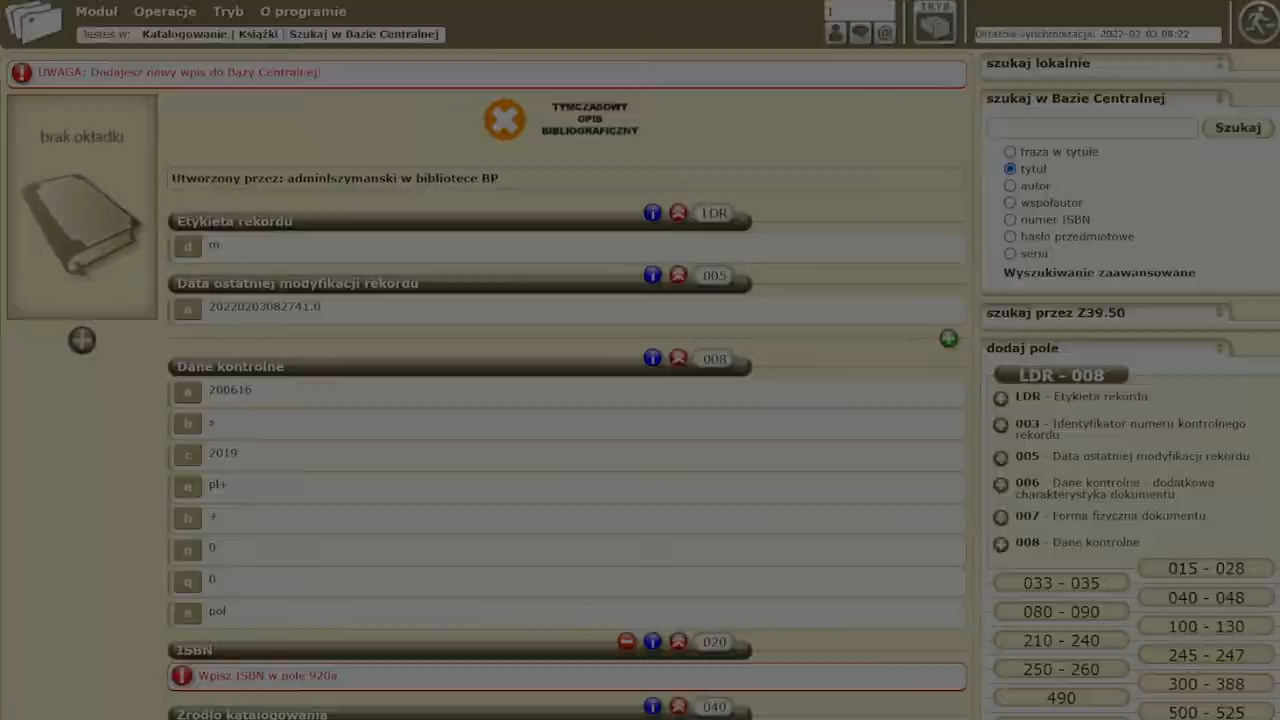 Moduł Operacje Tryb O programie
Jesteś w: Katalogowanie | Książki | Szukaj w Bazie Centralnej
1
TRYB
Ostatnia synchronizacja: 2022-02-03 08:22
UWAGA: Dodajesz nowy wpis do Bazy Centralnej!
brak okładki
TYMCZASOWY
OPIS
BIBLIOGRAFICZNY
Utworzony przez: adminlszymanski w bibliotece BP
Etykieta rekordu LDR
d m
Data ostatniej modyfikacji rekordu 005
a 20220203082741.0
Dane kontrolne 008
a 200616
b s
c 2019
e pl+
h +
0
q 0
pol
ISBN 020
Wpisz ISBN w pole 920a
Źródło katalogowania 040
szukaj lokalnie
szukaj w Bazie Centralnej
Szukaj
fraza w tytule
tytuł
autor
współautor
numer ISBN
hasło przedmiotowe
seria
Wyszukiwanie zaawansowane
szukaj przez Z39.50
dodaj pole
LDR - 008
LDR - Etykieta rekordu
003 - Identyfikator numeru kontrolnego
rekordu
005 - Data ostatniej modyfikacji rekordu
006 - Dane kontrolne - dodatkowa
charakterystyka dokumentu
007 - Forma fizyczna dokumentu
008 - Dane kontrolne
015 - 028
033 - 035
040 - 048
080 - 090
100 - 130
210 - 240
245 - 247
250 - 260
300 - 388
490
500 - 525